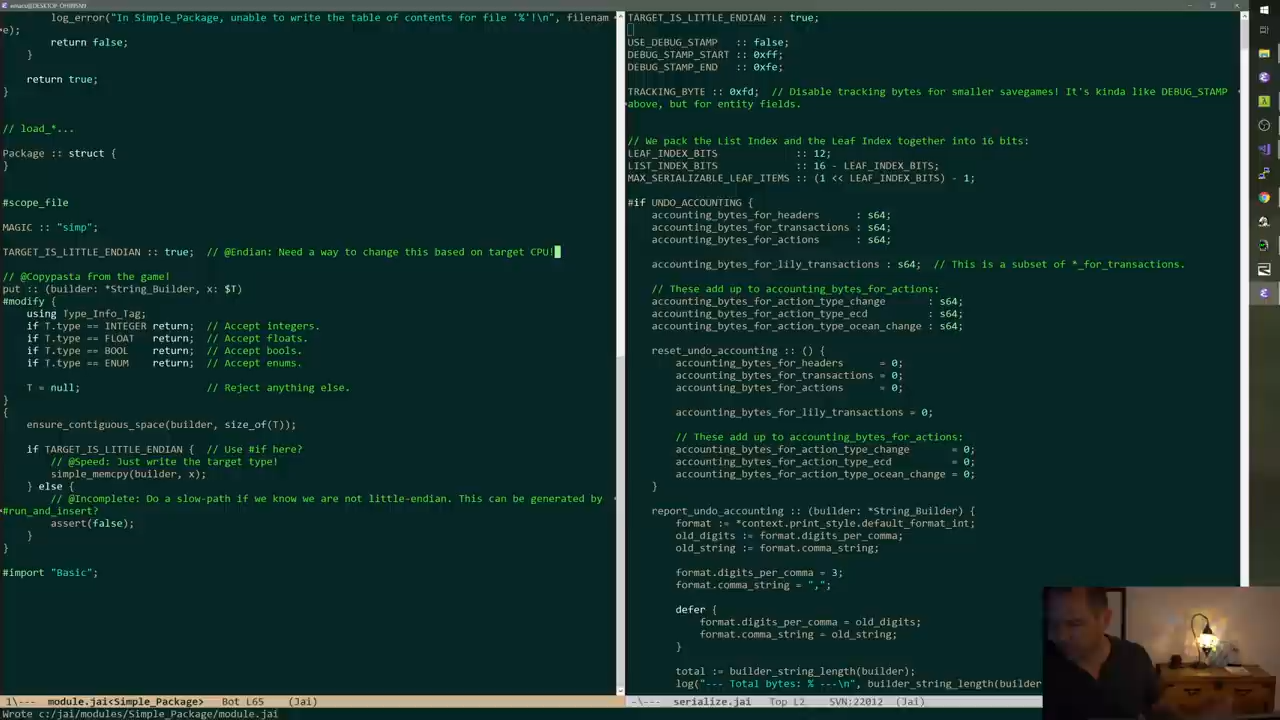 emacs@DESKTOP-OH89SN9
log_error("In Simple_Package, unable to write the table of contents for file '%'!\n", filenam
e);
return false;
}
return true;
}
// load_*...
Package :: struct {
}
#scope_file
MAGIC :: "simp";
TARGET_IS_LITTLE_ENDIAN :: true;  // @Endian: Need a way to change this based on target CPU!
// @Copypasta from the game!
put :: (builder: *String_Builder, x: $T)
#modify {
using Type_Info_Tag;
if T.type == INTEGER return;  // Accept integers.
if T.type == FLOAT   return;  // Accept floats.
if T.type == BOOL    return;  // Accept bools.
if T.type == ENUM    return;  // Accept enums.
T = null;                     // Reject anything else.
}
{
ensure_contiguous_space(builder, size_of(T));
if TARGET_IS_LITTLE_ENDIAN {  // Use #if here?
// @Speed: Just write the target type!
simple_memcpy(builder, x);
} else {
// @Incomplete: Do a slow-path if we know we are not little-endian. This can be generated by
#run_and_insert?
assert(false);
}
}
#import "Basic";
1\---  module.jai<Simple_Package>   Bot L65    (Jai)
Wrote c:/jai/modules/Simple_Package/module.jai
TARGET_IS_LITTLE_ENDIAN :: true;
USE_DEBUG_STAMP   :: false;
DEBUG_STAMP_START :: 0xff;
DEBUG_STAMP_END   :: 0xfe;
TRACKING_BYTE :: 0xfd;  // Disable tracking bytes for smaller savegames! It's kinda like DEBUG_STAMP
above, but for entity fields.
// We pack the List Index and the Leaf Index together into 16 bits:
LEAF_INDEX_BITS             :: 12;
LIST_INDEX_BITS             :: 16 - LEAF_INDEX_BITS;
MAX_SERIALIZABLE_LEAF_ITEMS :: (1 << LEAF_INDEX_BITS) - 1;
#if UNDO_ACCOUNTING {
accounting_bytes_for_headers      : s64;
accounting_bytes_for_transactions : s64;
accounting_bytes_for_actions      : s64;
accounting_bytes_for_lily_transactions : s64;  // This is a subset of *_for_transactions.
// These add up to accounting_bytes_for_actions:
accounting_bytes_for_action_type_change       : s64;
accounting_bytes_for_action_type_ecd          : s64;
accounting_bytes_for_action_type_ocean_change : s64;
reset_undo_accounting :: () {
accounting_bytes_for_headers      = 0;
accounting_bytes_for_transactions = 0;
accounting_bytes_for_actions      = 0;
accounting_bytes_for_lily_transactions = 0;
// These add up to accounting_bytes_for_actions:
accounting_bytes_for_action_type_change       = 0;
accounting_bytes_for_action_type_ecd          = 0;
accounting_bytes_for_action_type_ocean_change = 0;
}
report_undo_accounting :: (builder: *String_Builder) {
format := *context.print_style.default_format_int;
old_digits := format.digits_per_comma;
old_string := format.comma_string;
format.digits_per_comma = 3;
format.comma_string = ",";
defer {
format.digits_per_comma = old_digits;
format.comma_string = old_string;
}
total := builder_string_length(builder);
log("--- Total bytes: % ---\n", builder_string_length(builder
-\---  serialize.jai   Top L2     SVN:22012  (Jai)